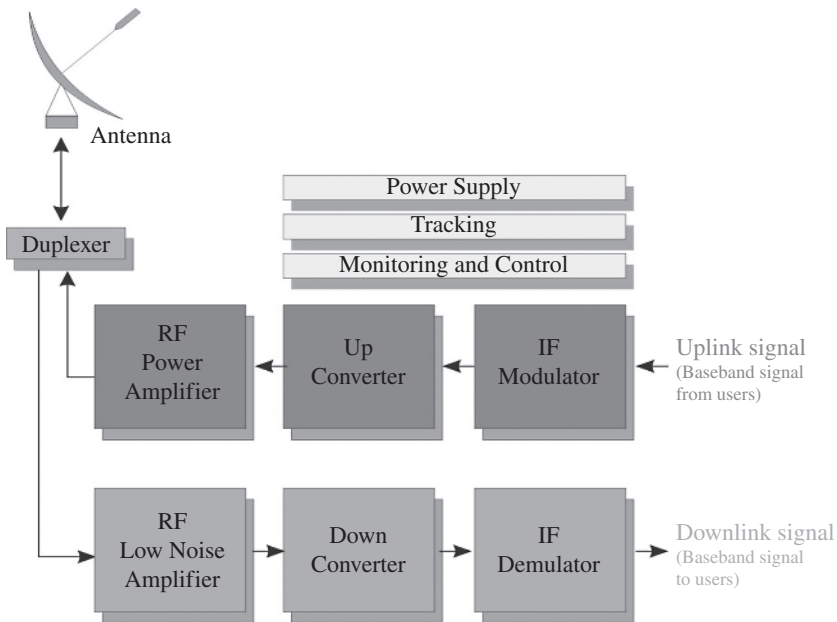 Antenna
Power Supply
Tracking
Duplexer
Monitoring and Control
RF
Power
Amplifier
Up
Converter
IF
Modulator
Uplink signal
(Baseband signal
from users)
RF
Low Noise
Amplifier
Down
Converter
IF
Demulator
Downlink signal
(Baseband signal
to users)